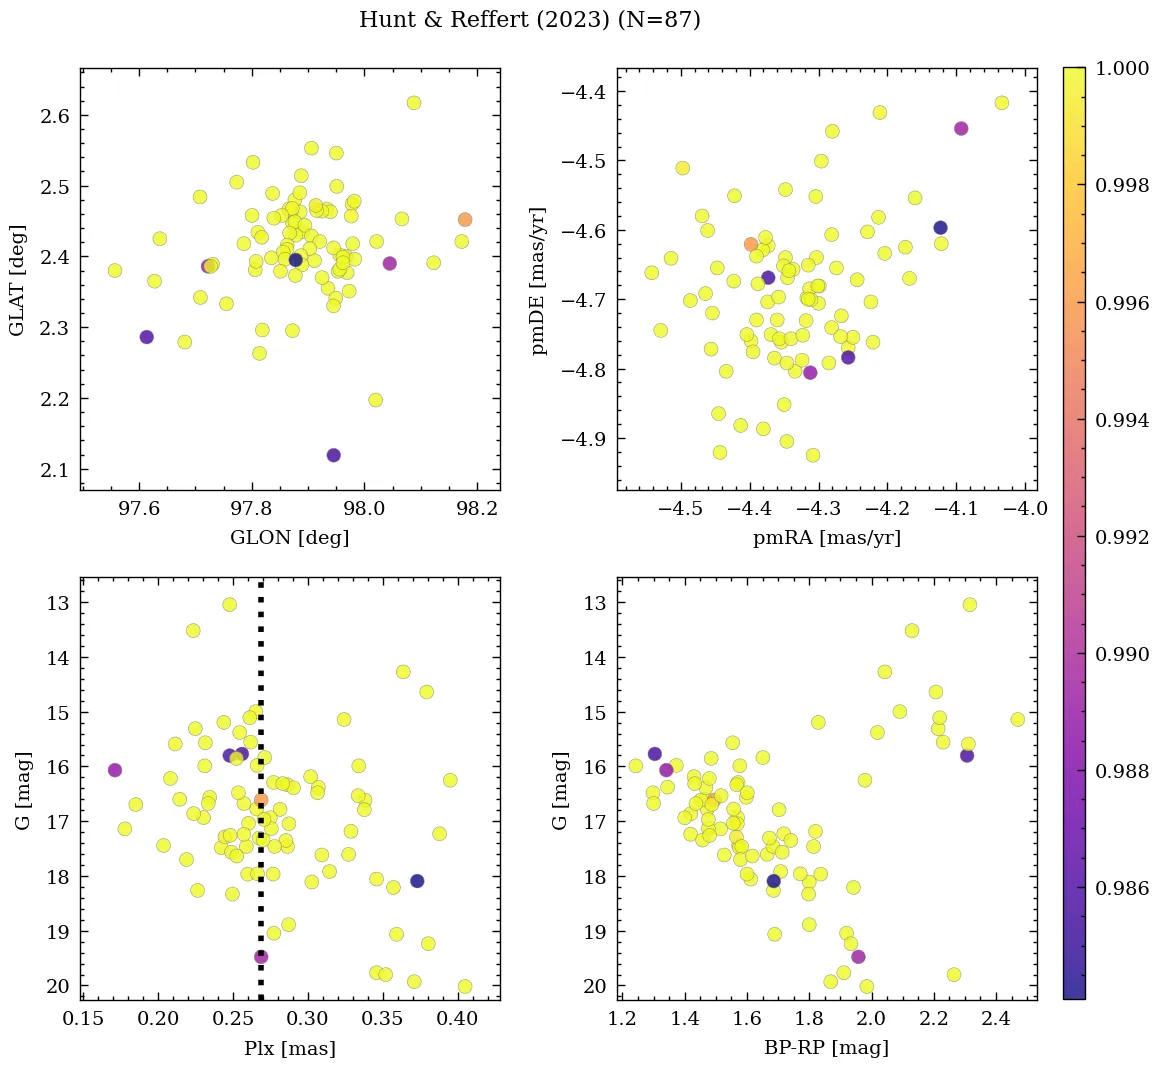 Hunt & Reffert (2023) (N=87)
2.6
2.5
2.4
2.3
2.2
2.1
GLAT [deg]
97.6 97.8 98.0 98.2
GLON [deg]
−4.4
−4.5
−4.6
−4.7
−4.8
−4.9
pmDE [mas/yr]
−4.5 −4.4 −4.3 −4.2 −4.1 −4.0
pmRA [mas/yr]
1.000
0.998
0.996
0.994
0.992
0.990
0.988
0.986
13
14
15
16
17
18
19
20
G [mag]
0.15 0.20 0.25 0.30 0.35 0.40
Plx [mas]
13
14
15
16
17
18
19
20
G [mag]
1.2 1.4 1.6 1.8 2.0 2.2 2.4
BP-RP [mag]